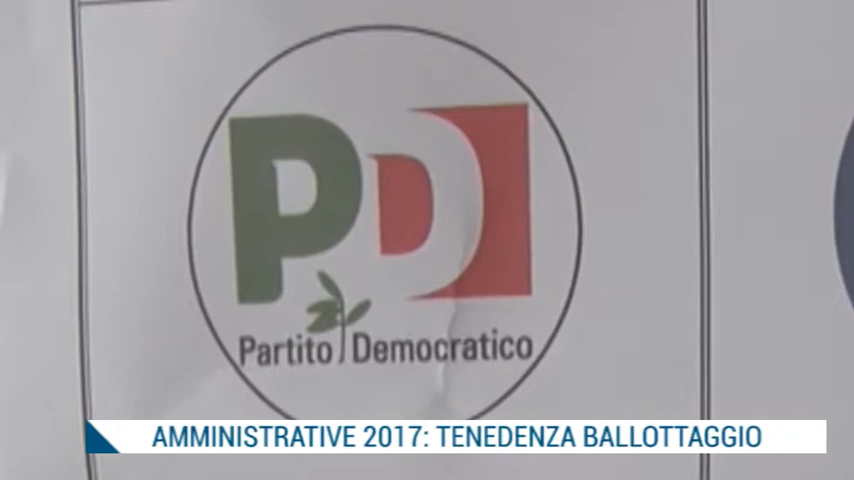 PD
Partito Democratico
AMMINISTRATIVE 2017: TENEDENZA BALLOTTAGGIO